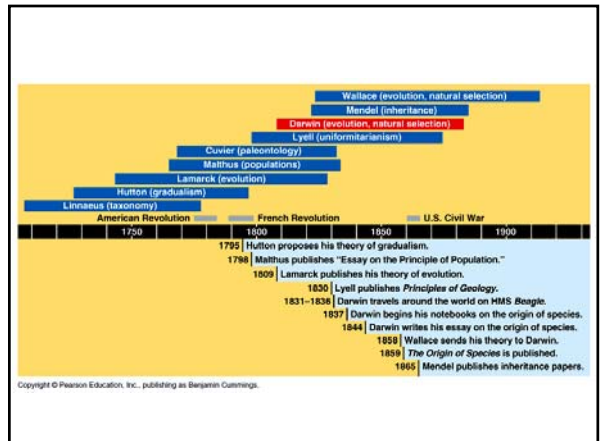 Wallace (evolution, natural selection)
Mendel (inheritance)
Darwin (evolution, natural selection)
Lyell (uniformitarianism)
Cuvier (paleontology)
Malthus (populations)
Lamarck (evolution)
Hutton (gradualism)
Linnaeus (taxonomy)
American Revolution French Revolution U.S. Civil War
1750 1800 1850 1900
1795 Hutton proposes his theory of gradualism.
1798 Malthus publishes “Essay on the Principle of Population.”
1809 Lamarck publishes his theory of evolution.
1830 Lyell publishes Principles of Geology.
1831–1836 Darwin travels around the world on HMS Beagle.
1837 Darwin begins his notebooks on the origin of species.
1844 Darwin writes his essay on the origin of species.
1858 Wallace sends his theory to Darwin.
1859 The Origin of Species is published.
1865 Mendel publishes inheritance papers.
Copyright © Pearson Education, Inc., publishing as Benjamin Cummings.